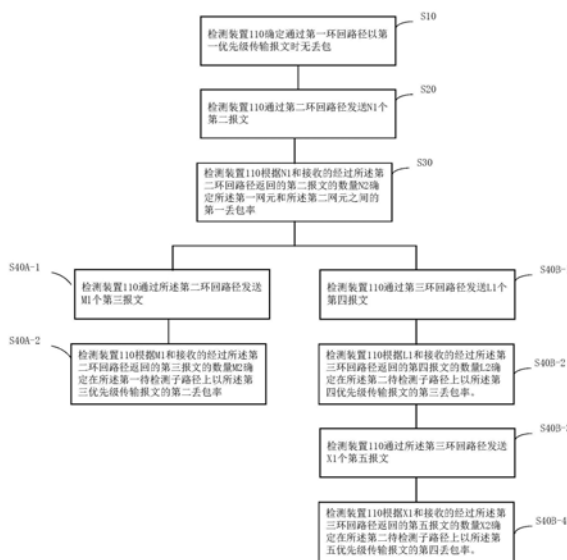 S10
检测装置110确定通过第一环回路径以第
一优先级传输报文时无丢包
S20
检测装置110通过第二环回路径发送N1个
第二报文
S30
检测装置110根据N1和接收的经过所述第
二环回路径返回的第二报文的数量N2确
定所述第一网元和所述第二网元之间的
第一丢包率
S40A-1
检测装置110通过所述第二环回路径发送
M1个第三报文
S40A-2
检测装置110根据M1和接收的经过所述第
二环回路径返回的第三报文的数量M2确
定在所述第一待检测子路径上以所述第
三优先级传输报文的第二丢包率
S40B-
检测装置110通过第三环回路径发送L1个
第四报文
S40B-2
检测装置110根据L1和接收的经过所述第
三环回路径返回的第四报文的数量L2确
定在所述第二待检测子路径上以所述第
四优先级传输报文的第三丢包率。
S40B-3
检测装置110通过所述第三环回路径发送
X1个第五报文
S40B-4
检测装置110根据X1和接收的经过所述第
三环回路径返回的第五报文的数量X2确
定在所述第二待检测子路径上以所述第
五优先级传输报文的第四丢包率。